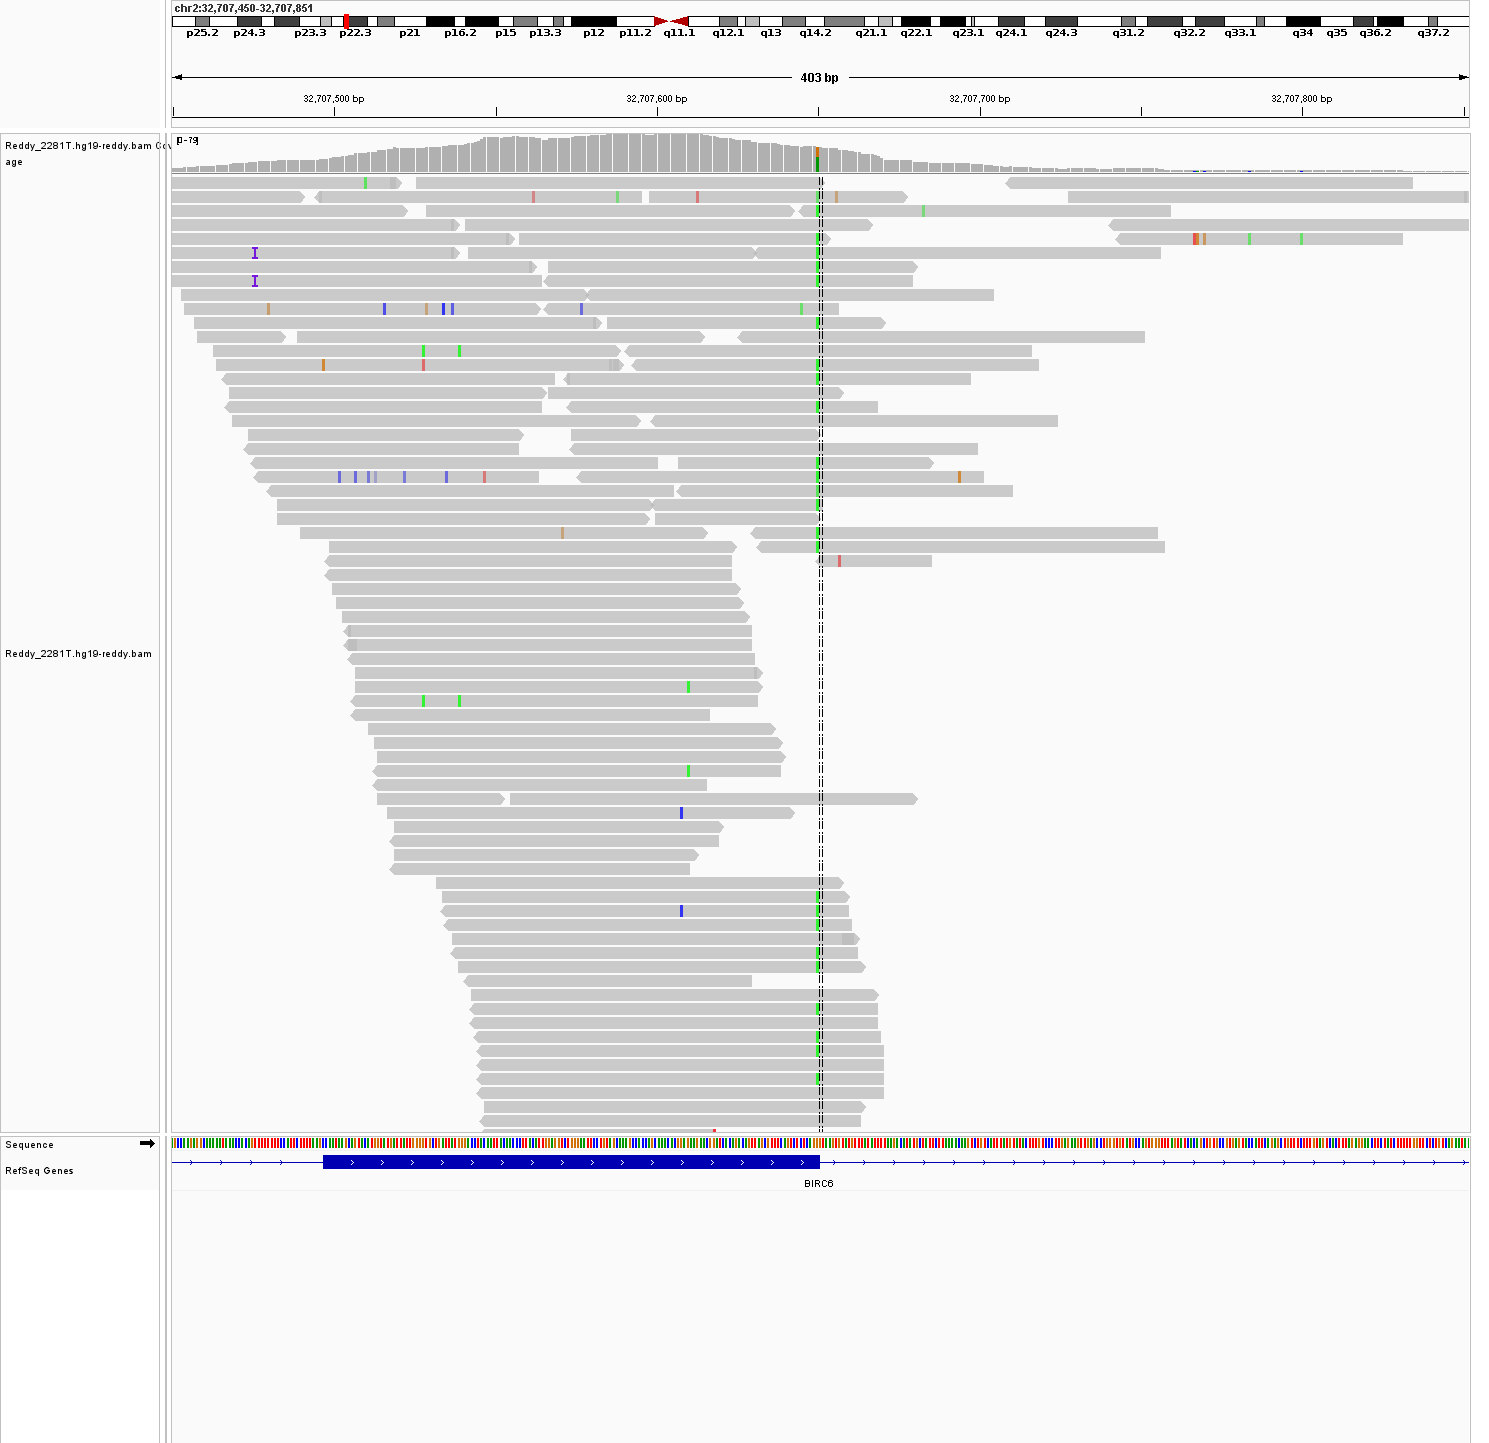 chr2:32,707,450-32,707,851
p25.2 p24.3 p23.3 p22.3 p21 p16.2 p15 p13.3 p12 p11.2 q11.1 q12.1 q13 q14.2 q21.1 q22.1 q23.1 q24.1 q24.3 q31.2 q32.2 q33.1 q34 q35 q36.2 q37.2
403 bp
32,707,500 bp 32,707,600 bp 32,707,700 bp 32,707,800 bp
[0-79]
Reddy_2281T.hg19-reddy.bam Cov
age
Reddy_2281T.hg19-reddy.bam
Sequence
RefSeq Genes
BIRC6